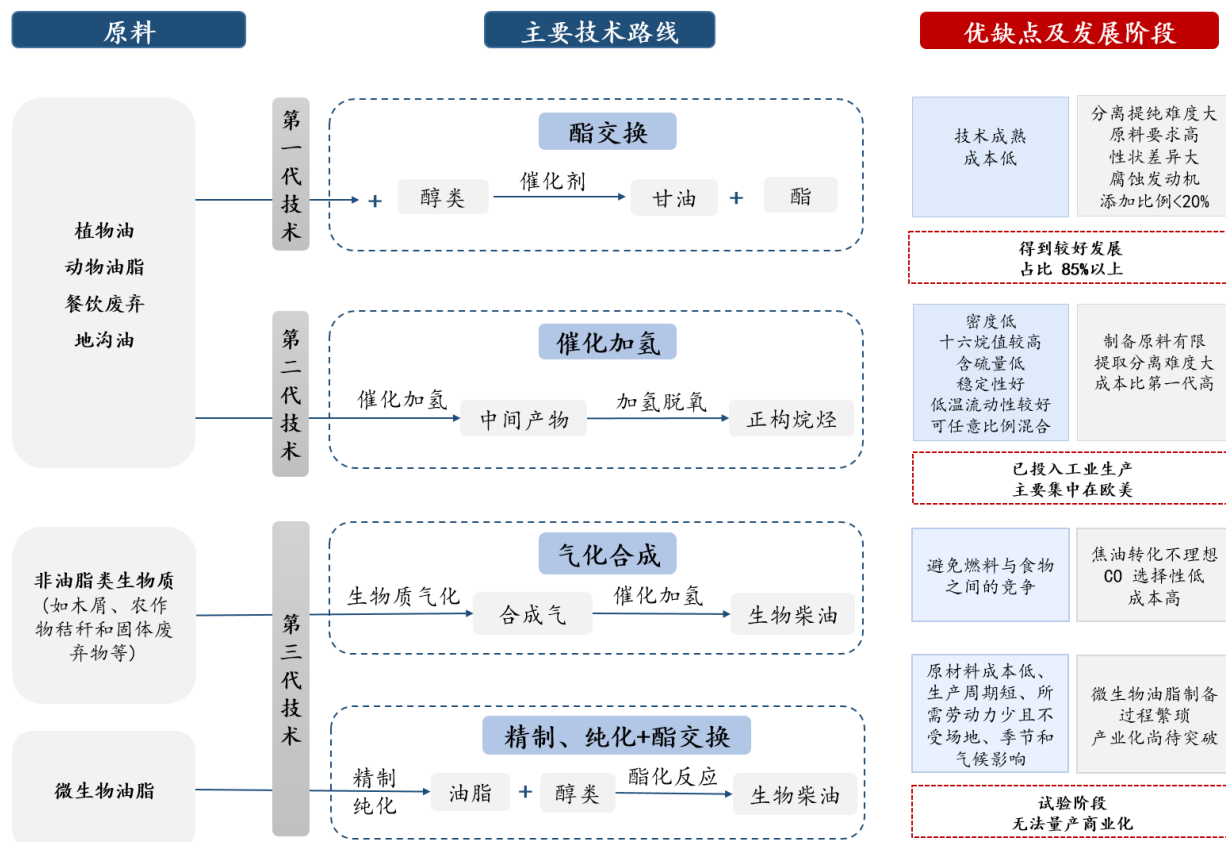 原料
主要技术路线
优缺点及发展阶段
植物油
动物油脂
餐饮废弃
地沟油
第一代技术
酯交换
+
醇类
催化剂
甘油
+
酯
技术成熟
成本低
分离提纯难度大
原料要求高
性状差异大
腐蚀发动机
添加比例<20%
得到较好发展
占比 85%以上
第二代技术
催化加氢
催化加氢
中间产物
加氢脱氧
正构烷烃
密度低
十六烷值较高
含硫量低
稳定性好
低温流动性较好
可任意比例混合
制备原料有限
提取分离难度大
成本比第一代高
已投入工业生产
主要集中在欧美
非油脂类生物质
(如木屑、农作
物秸秆和固体废
弃物等)
第三代技术
气化合成
生物质气化
合成气
催化加氢
生物柴油
避免燃料与食物
之间的竞争
焦油转化不理想
CO 选择性低
成本高
微生物油脂
精制、纯化+酯交换
精制
纯化
油脂
+
醇类
酯化反应
生物柴油
原材料成本低、
生产周期短、所
需劳动力少且不
受场地、季节和
气候影响
微生物油脂制备
过程繁琐
产业化尚待突破
试验阶段
无法量产商业化